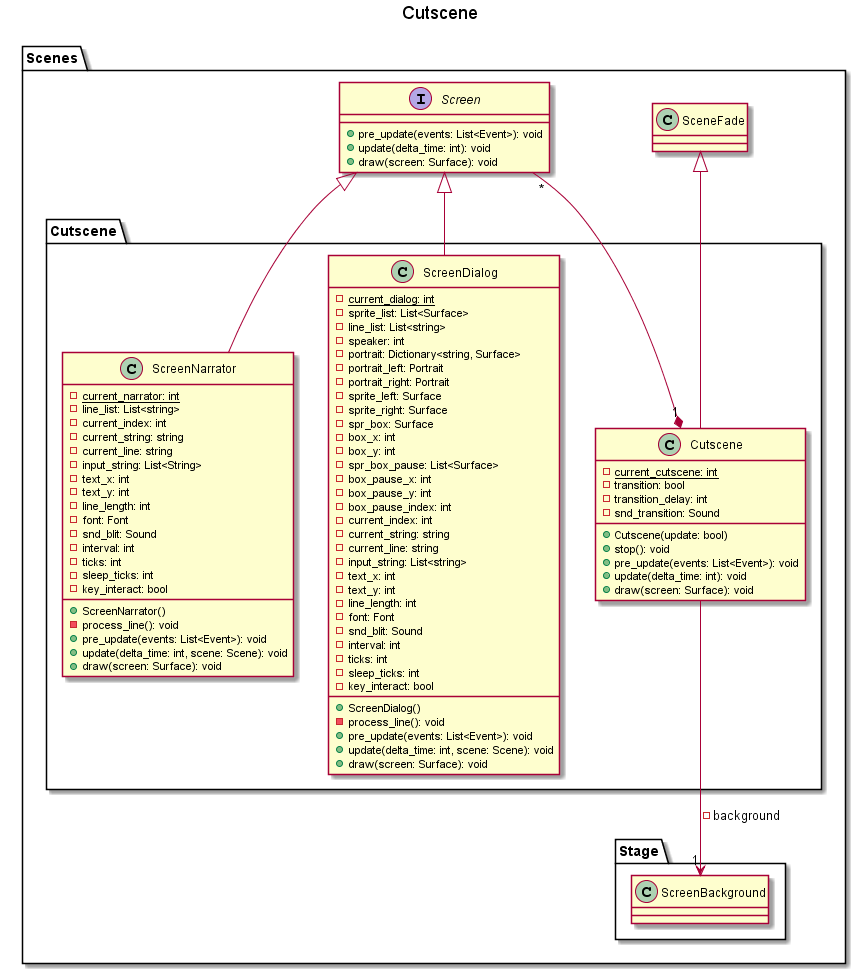 Cutscene
Scenes
I Screen
pre_update(events: List<Event>): void
update(delta_time: int): void
draw(screen: Surface): void
C SceneFade
*
Cutscene
C ScreenDialog
current_dialog: int
sprite_list: List<Surface>
line_list: List<string>
speaker: int
portrait: Dictionary<string, Surface>
portrait_left: Portrait
portrait_right: Portrait
sprite_left: Surface
sprite_right: Surface
spr_box: Surface
box_x: int
box_y: int
spr_box_pause: List<Surface>
box_pause_x: int
box_pause_y: int
box_pause_index: int
current_index: int
current_string: string
current_line: string
input_string: List<string>
text_x: int
text_y: int
line_length: int
font: Font
snd_blit: Sound
interval: int
ticks: int
sleep_ticks: int
key_interact: bool
ScreenDialog()
process_line(): void
pre_update(events: List<Event>): void
update(delta_time: int, scene: Scene): void
draw(screen: Surface): void
C ScreenNarrator
current_narrator: int
line_list: List<string>
current_index: int
current_string: string
current_line: string
input_string: List<String>
text_x: int
text_y: int
line_length: int
font: Font
snd_blit: Sound
interval: int
ticks: int
sleep_ticks: int
key_interact: bool
ScreenNarrator()
process_line(): void
pre_update(events: List<Event>): void
update(delta_time: int, scene: Scene): void
draw(screen: Surface): void
1
C Cutscene
current_cutscene: int
transition: bool
transition_delay: int
snd_transition: Sound
Cutscene(update: bool)
stop(): void
pre_update(events: List<Event>): void
update(delta_time: int): void
draw(screen: Surface): void
background
Stage
1
C ScreenBackground